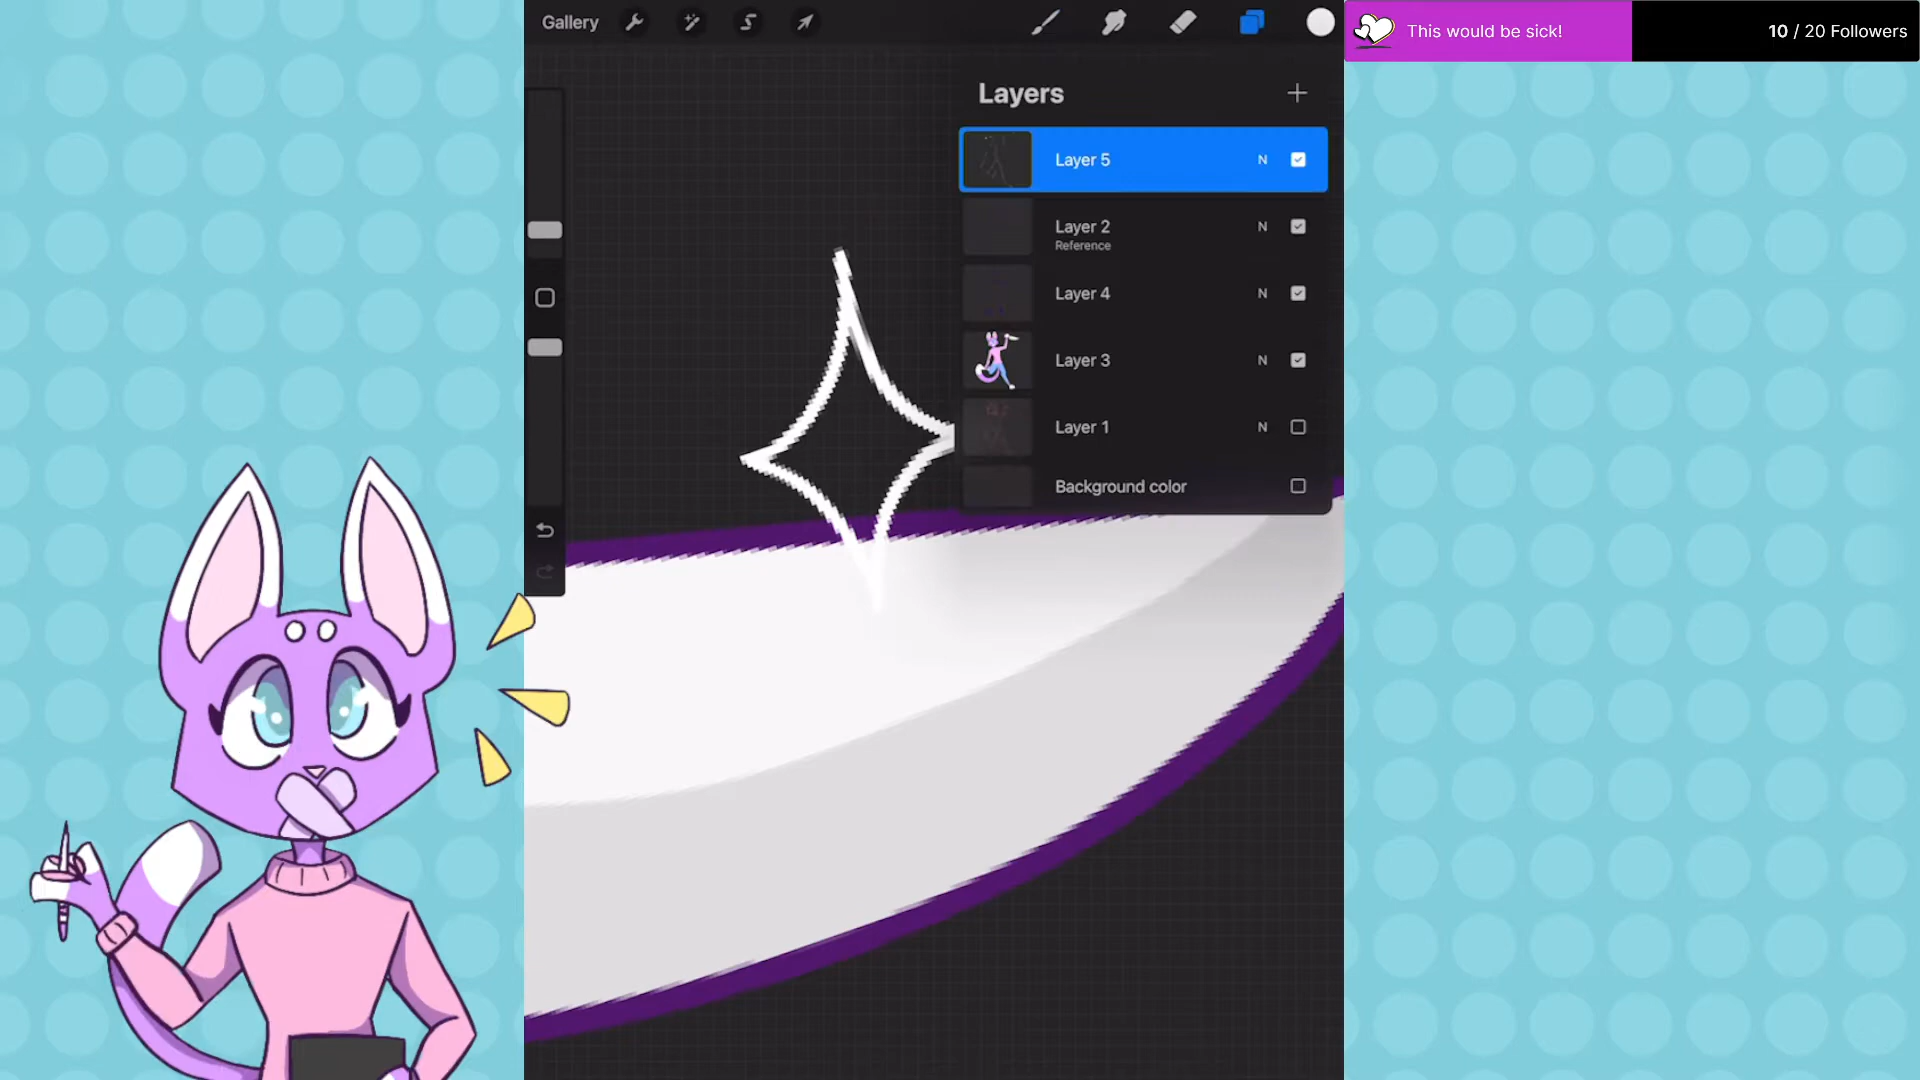 Gallery
This would be sick!
10 / 20 Followers
Layers
Layer 5 N
Layer 2 N
Reference
Layer 4 N
Layer 3 N
Layer 1 N
Background color